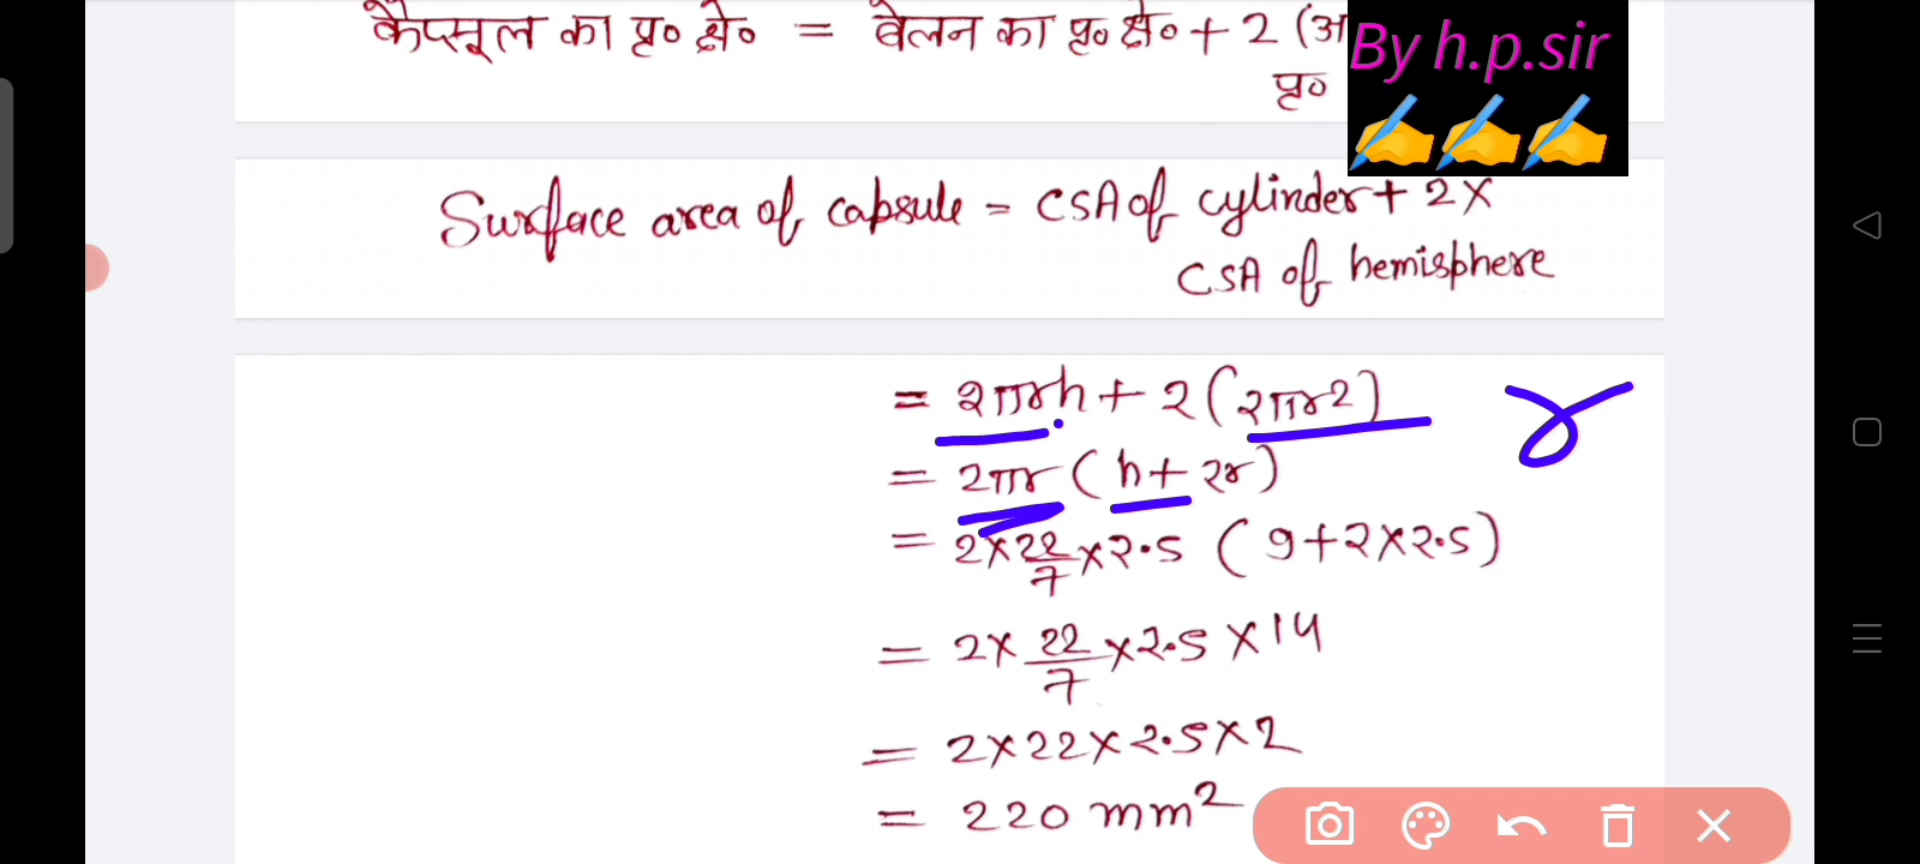 कैप्सूल का पृ० क्षे० = बेलन का पृ० क्षे० + 2 (अ
पृ०
By h.p.sir
Surface area of capsule = CSA of cylinder + 2 X
CSA of hemisphere
= 2πrh + 2 (2πr2)
r
= 2πr (h + 2r)
= 2 × 22/7 × 2.5 (9 + 2 × 2.5)
= 2 × 22/7 × 2.5 × 14
= 2 × 22 × 2.5 × 2
= 220 mm²